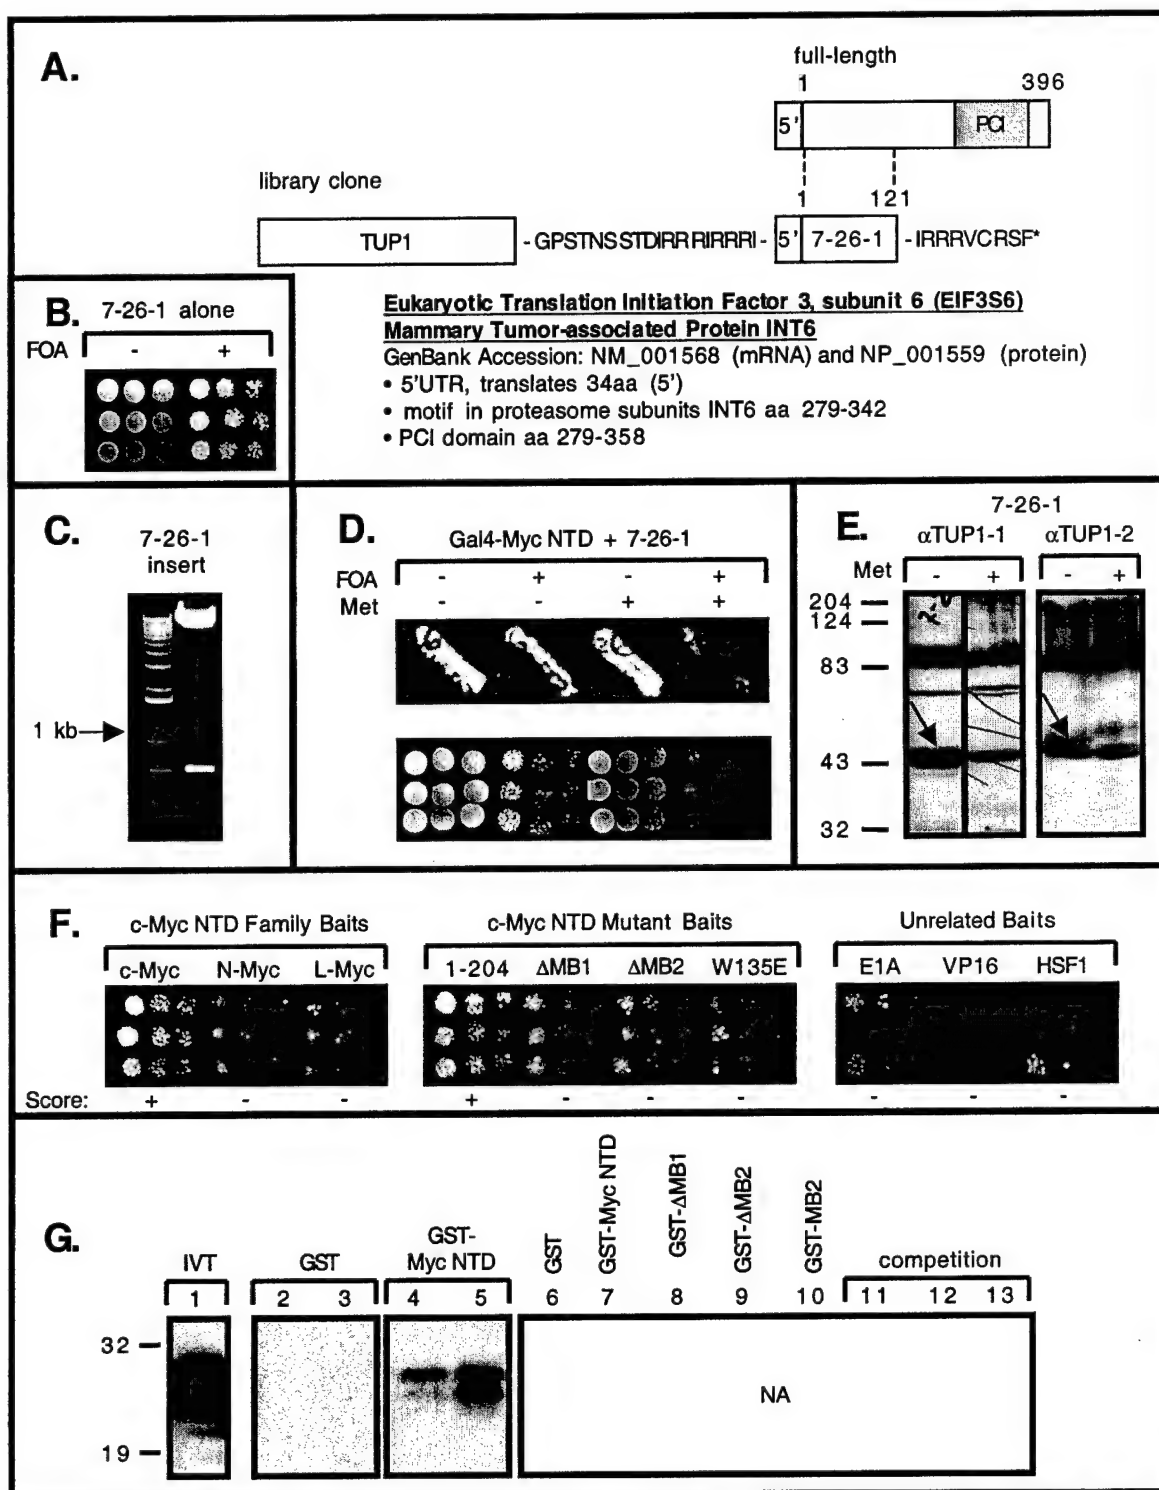 A.
full-length
1 396
5' PCI
library clone
1 121
TUP1 -GPSTNSSTDIRRRIRRRI- 5' 7-26-1 -IRRRVCRSF*
Eukaryotic Translation Initiation Factor 3, subunit 6 (EIF3S6)
Mammary Tumor-associated Protein INT6
GenBank Accession: NM_001568 (mRNA) and NP_001559 (protein)
• 5'UTR, translates 34aa (5')
• motif in proteasome subunits INT6 aa 279-342
• PCI domain aa 279-358
B.
7-26-1 alone
FOA - +
C.
7-26-1
insert
1 kb
D.
Gal4-Myc NTD + 7-26-1
FOA - + - +
Met - - + +
E.
7-26-1
αTUP1-1 αTUP1-2
Met - + - +
204
124
83
43
32
F.
c-Myc NTD Family Baits c-Myc NTD Mutant Baits Unrelated Baits
c-Myc N-Myc L-Myc 1-204 ΔMB1 ΔMB2 W135E E1A VP16 HSF1
Score: + - - + - - - - - -
G.
IVT GST GST-
Myc NTD
GST
GST-Myc NTD
GST-ΔMB1
GST-ΔMB2
GST-MB2
competition
1 2 3 4 5 6 7 8 9 10 11 12 13
32
19
NA